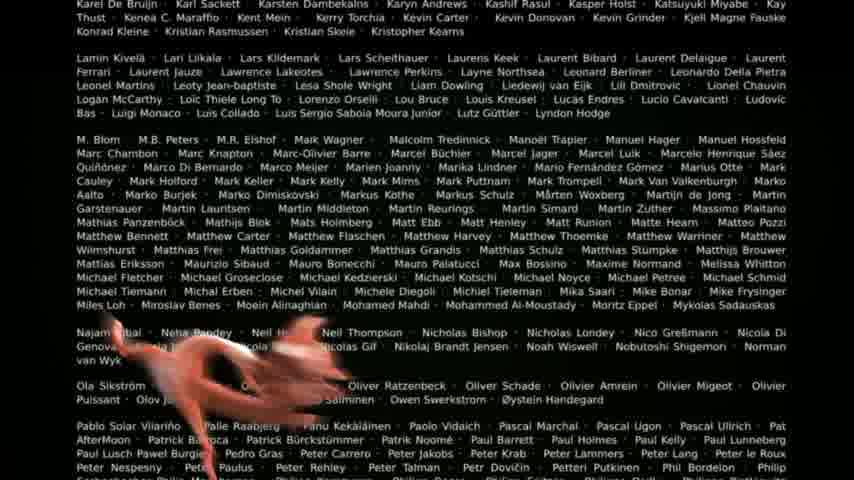 Karel De Bruijn · Karl Sackett · Karsten Dambekalns · Karyn Andrews · Kashif Rasul · Kasper Holst · Katsuyuki Miyabe · Kay
Thust · Kenea C. Maraffio · Kent Mein · Kerry Torchia · Kevin Carter · Kevin Donovan · Kevin Grinder · Kjell Magne Fauske
Konrad Kleine · Kristian Rasmussen · Kristian Skeie · Kristopher Kearns
Lamin Kivelä · Lari Liikala · Lars Kildemark · Lars Scheithauer · Laurens Keek · Laurent Bibard · Laurent Delaigue · Laurent
Ferrari · Laurent Jauze · Lawrence Lakeotes · Lawrence Perkins · Layne Northsea · Leonard Berliner · Leonardo Della Pietra
Leonel Martins · Leoty Jean-baptiste · Lesa Shole Wright · Liam Dowling · Liedewij van Eijk · Lili Dmitrovic · Lionel Chauvin
Logan McCarthy · Loïc Thiele Long To · Lorenzo Orselli · Lou Bruce · Louis Kreusel · Lucas Endres · Lucio Cavalcanti · Ludovic
Bas · Luigi Monaco · Luis Collado · Luis Sergio Saboia Moura Junior · Lutz Güttler · Lyndon Hodge
M. Blom · M.B. Peters · M.R. Elshof · Maik Wagner · Malcolm Tredinnick · Manoël Trapier · Manuel Hager · Manuel Hossfeld
Marc Chambon · Marc Knapton · Marc-Olivier Barre · Marcel Büchler · Marcel Jager · Marcel Luik · Marcelo Henrique Sáez
Quiñónez · Marco Di Bernardo · Marco Meijer · Marien Joanny · Marika Lindner · Mario Fernández Gómez · Marius Otte · Mark
Cauley · Mark Holford · Mark Keller · Mark Kelly · Mark Mims · Mark Puttnam · Mark Trompell · Mark Van Valkenburgh · Marko
Aalto · Marko Burjek · Marko Dimiskovski · Markus Kothe · Markus Schulz · Mårten Woxberg · Martijn de Jong · Martin
Garstenauer · Martin Lauritsen · Martin Middleton · Martin Reurings · Martin Simard · Martin Zuther · Massimo Plaitano
Mathias Panzenböck · Mathijs Blok · Mats Holmberg · Matt Ebb · Matt Henley · Matt Runion · Matte Hearn · Matteo Pozzi
Matthew Bennett · Matthew Carter · Matthew Flaschen · Matthew Harvey · Matthew Thoemke · Matthew Warriner · Matthew
Wilmshurst · Matthias Frei · Matthias Goldammer · Matthias Grandis · Matthias Schulz · Matthias Stumpke · Matthijs Brouwer
Mattias Eriksson · Maurizio Sibaud · Mauro Bonecchi · Mauro Palatucci · Max Bossino · Maxime Normand · Melissa Whitton
Michael Fletcher · Michael Groseclose · Michael Kedzierski · Michael Kotschi · Michael Noyce · Michael Petree · Michael Schmid
Michael Tiemann · Michal Erben · Michel Vilain · Michele Diegoli · Michiel Tieleman · Mika Saari · Mike Bonar · Mike Frysinger
Miles Loh · Miroslav Benes · Moein Alinaghian · Mohamed Mahdi · Mohammed Al-Moustady · Moritz Eppel · Mykolas Sadauskas
Najam · Neha Pandey · Neil · Neil Thompson · Nicholas Bishop · Nicholas Londey · Nico Greßmann · Nicola Di
Genova · Nicolas Gif · Nikolaj Brandt Jensen · Noah Wiswell · Nobutoshi Shigemori · Norman
van Wyk
Ola Sikström · Oliver Ratzenbeck · Oliver Schade · Olivier Amrein · Olivier Migeot · Olivier
Puissant · Salminen · Owen Swerkstrom · Øystein Handegard
Pablo Solar Vilariño · Palle Raabjerg · Kekäläinen · Paolo Vidaich · Pascal Marchal · Pascal Ugon · Pascal Ullrich · Pat
AfterMoon · Patrick · Patrick Bürckstümmer · Patrik Noomé · Paul Barrett · Paul Holmes · Paul Kelly · Paul Lunneberg
Paul Lusch Pawel Burgiel · Pedro Gras · Peter Carrero · Peter Jakobs · Peter Krab · Peter Lammers · Peter Lang · Peter le Roux
Peter Nespesny · Paulus · Peter Rehley · Peter Talman · Petr Dovičin · Petteri Putkinen · Phil Bordelon · Philip